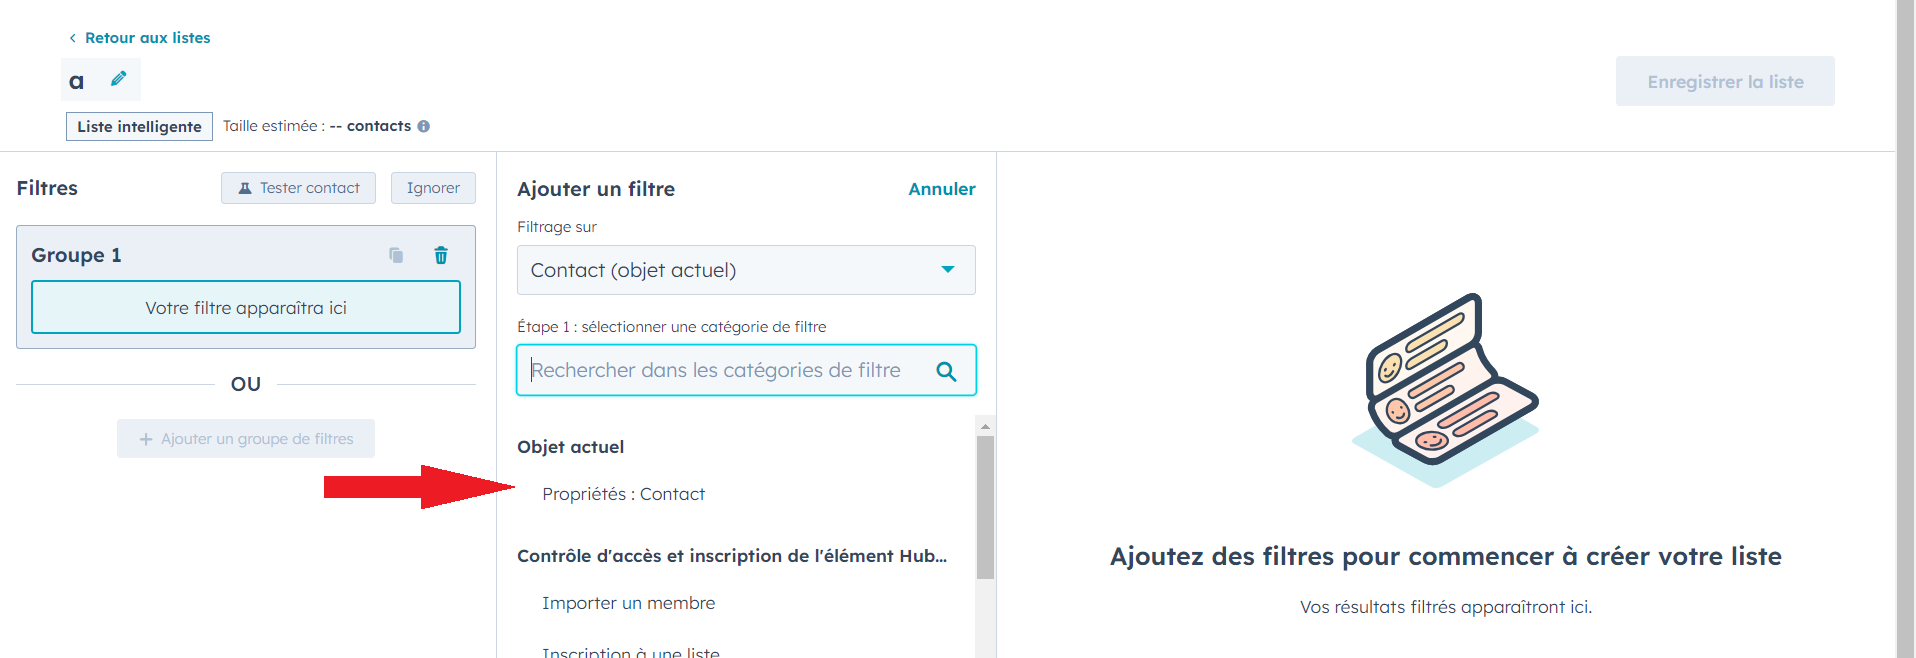 Retour aux listes
a
Enregistrer la liste
Liste intelligente
Taille estimée : -- contacts
Filtres
Tester contact
Ignorer
Groupe 1
Votre filtre apparaîtra ici
OU
Ajouter un groupe de filtres
Ajouter un filtre
Annuler
Filtrage sur
Contact (objet actuel)
Étape 1 : sélectionner une catégorie de filtre
Rechercher dans les catégories de filtre
Objet actuel
Propriétés : Contact
Contrôle d'accès et inscription de l'élément Hub...
Importer un membre
Inscription à une liste
Ajoutez des filtres pour commencer à créer votre liste
Vos résultats filtrés apparaîtront ici.